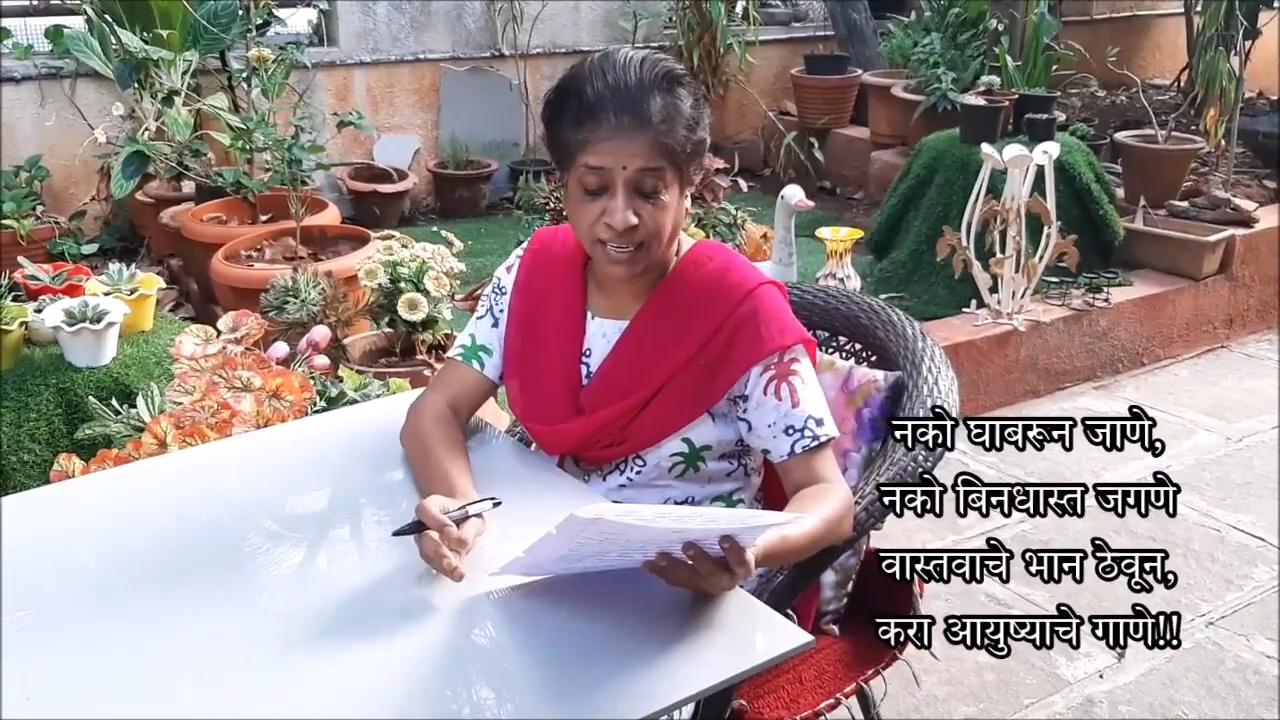 नको घाबरून जाणे,
नको बिनधास्त जगणे
वास्तवाचे भान ठेवून,
करा आयुष्याचे गाणे!!